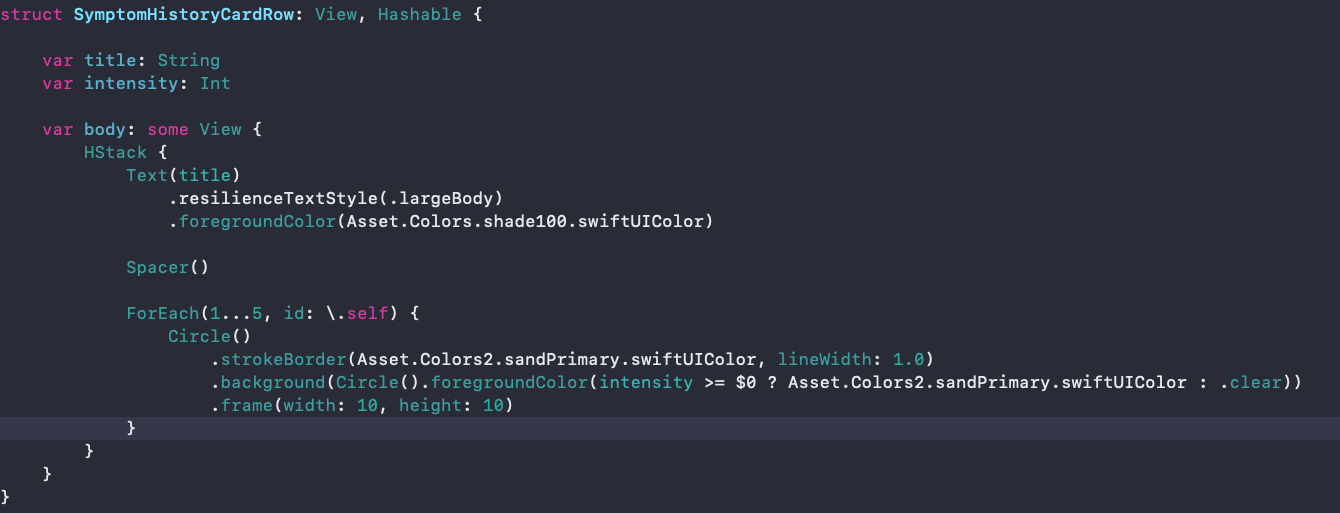 struct SymptomHistoryCardRow: View, Hashable {
    var title: String
    var intensity: Int
    var body: some View {
        HStack {
            Text(title)
                .resilienceTextStyle(.largeBody)
                .foregroundColor(Asset.Colors.shade100.swiftUIColor)
            Spacer()
            ForEach(1...5, id: \.self) {
                Circle()
                    .strokeBorder(Asset.Colors2.sandPrimary.swiftUIColor, lineWidth: 1.0)
                    .background(Circle().foregroundColor(intensity >= $0 ? Asset.Colors2.sandPrimary.swiftUIColor : .clear))
                    .frame(width: 10, height: 10)
            }
        }
    }
}